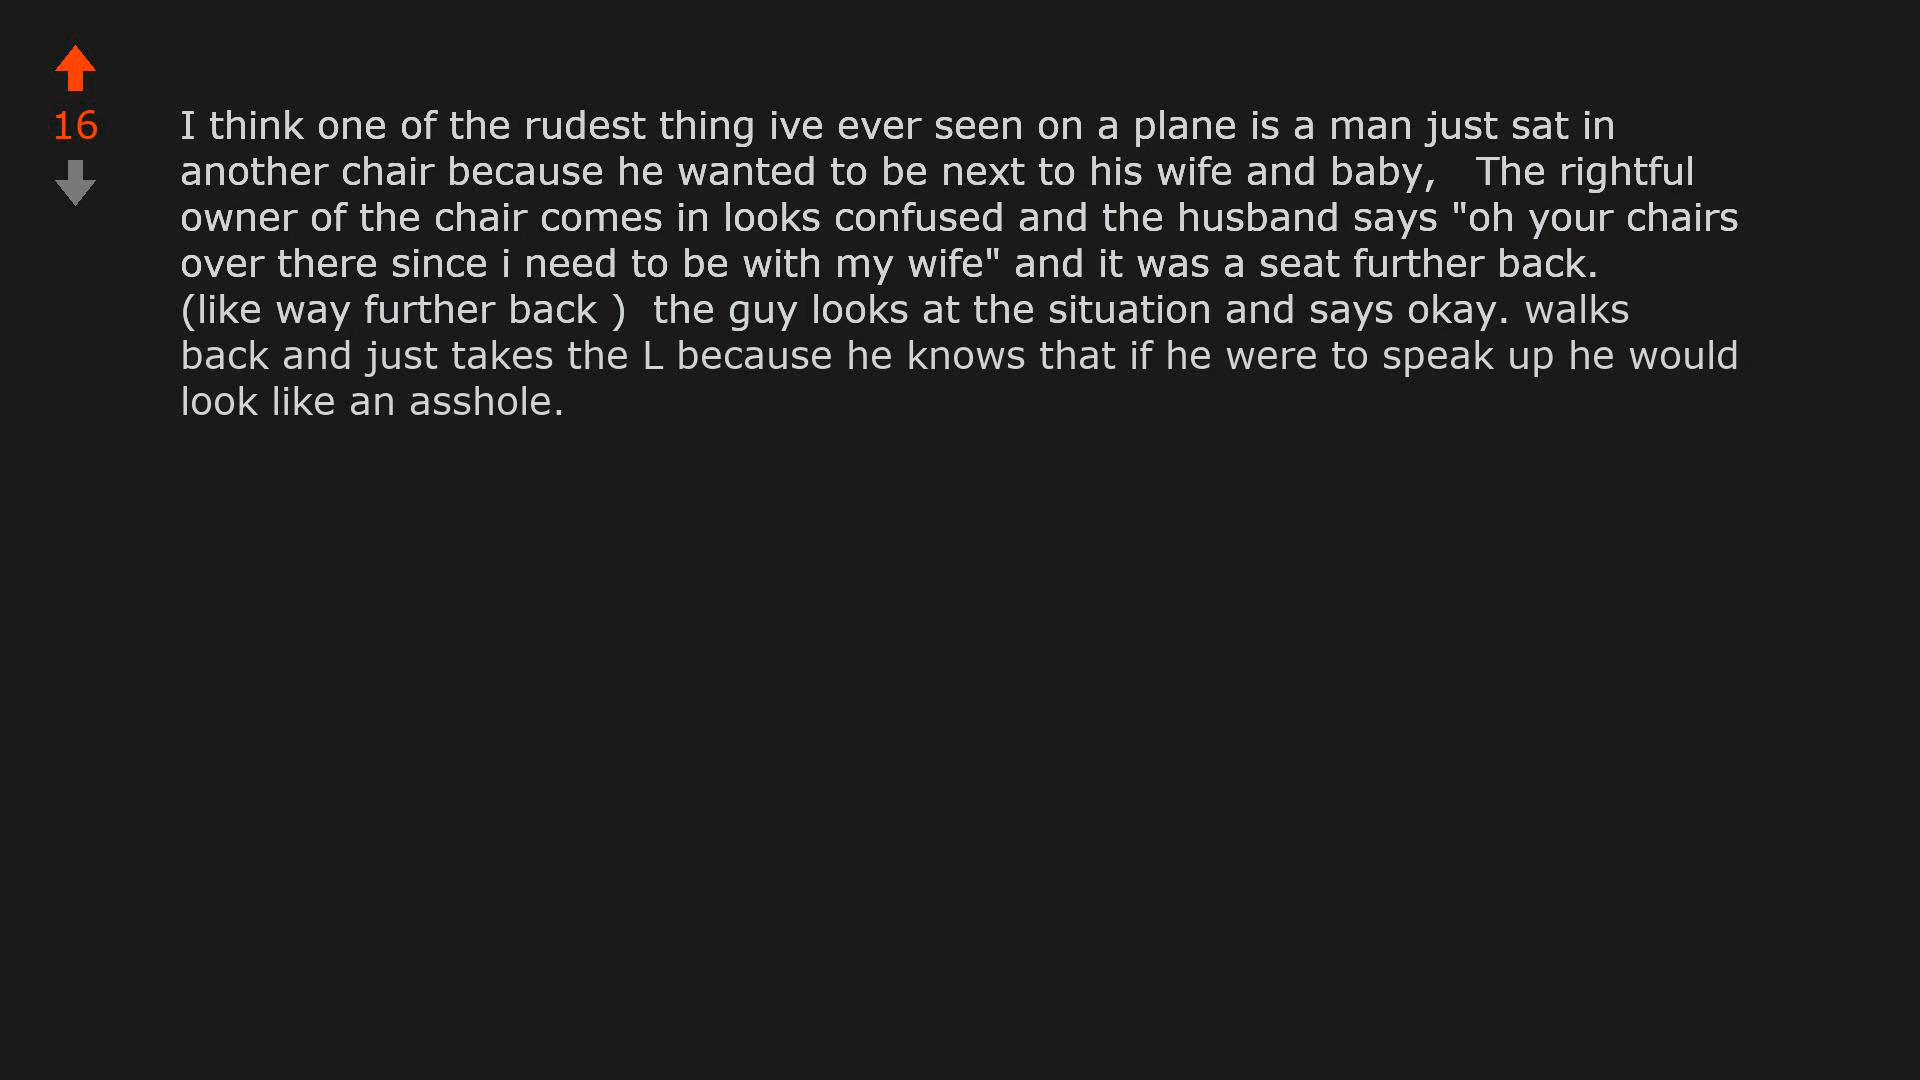 16
I think one of the rudest thing ive ever seen on a plane is a man just sat in
another chair because he wanted to be next to his wife and baby,   The rightful
owner of the chair comes in looks confused and the husband says "oh your chairs
over there since i need to be with my wife" and it was a seat further back.
(like way further back )  the guy looks at the situation and says okay. walks
back and just takes the L because he knows that if he were to speak up he would
look like an asshole.